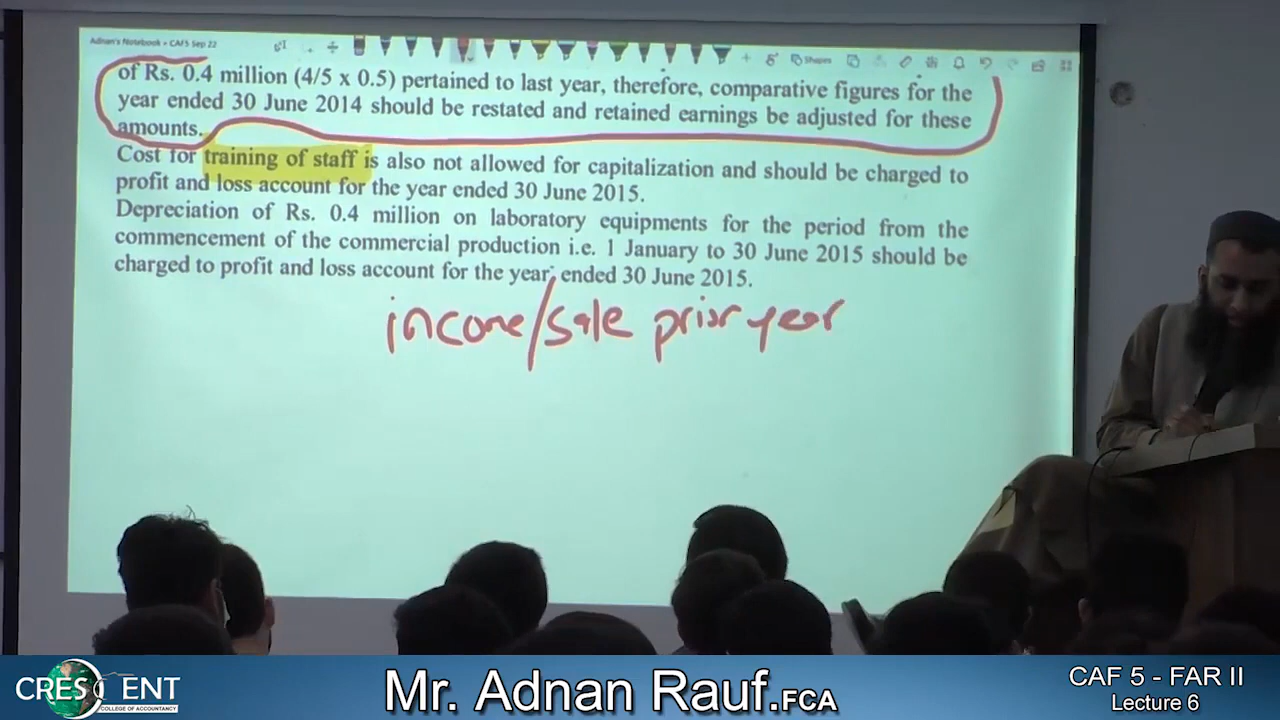 Adnan's Notebook » CAF5 Sep 22
Shapes
of Rs. 0.4 million (4/5 x 0.5) pertained to last year, therefore, comparative figures for the
year ended 30 June 2014 should be restated and retained earnings be adjusted for these
amounts.
Cost for training of staff is also not allowed for capitalization and should be charged to
profit and loss account for the year ended 30 June 2015.
Depreciation of Rs. 0.4 million on laboratory equipments for the period from the
commencement of the commercial production i.e. 1 January to 30 June 2015 should be
charged to profit and loss account for the year ended 30 June 2015.
income/sale prior year
CRESCENT
COLLEGE OF ACCOUNTANCY
Mr. Adnan Rauf.FCA
CAF 5 - FAR II
Lecture 6